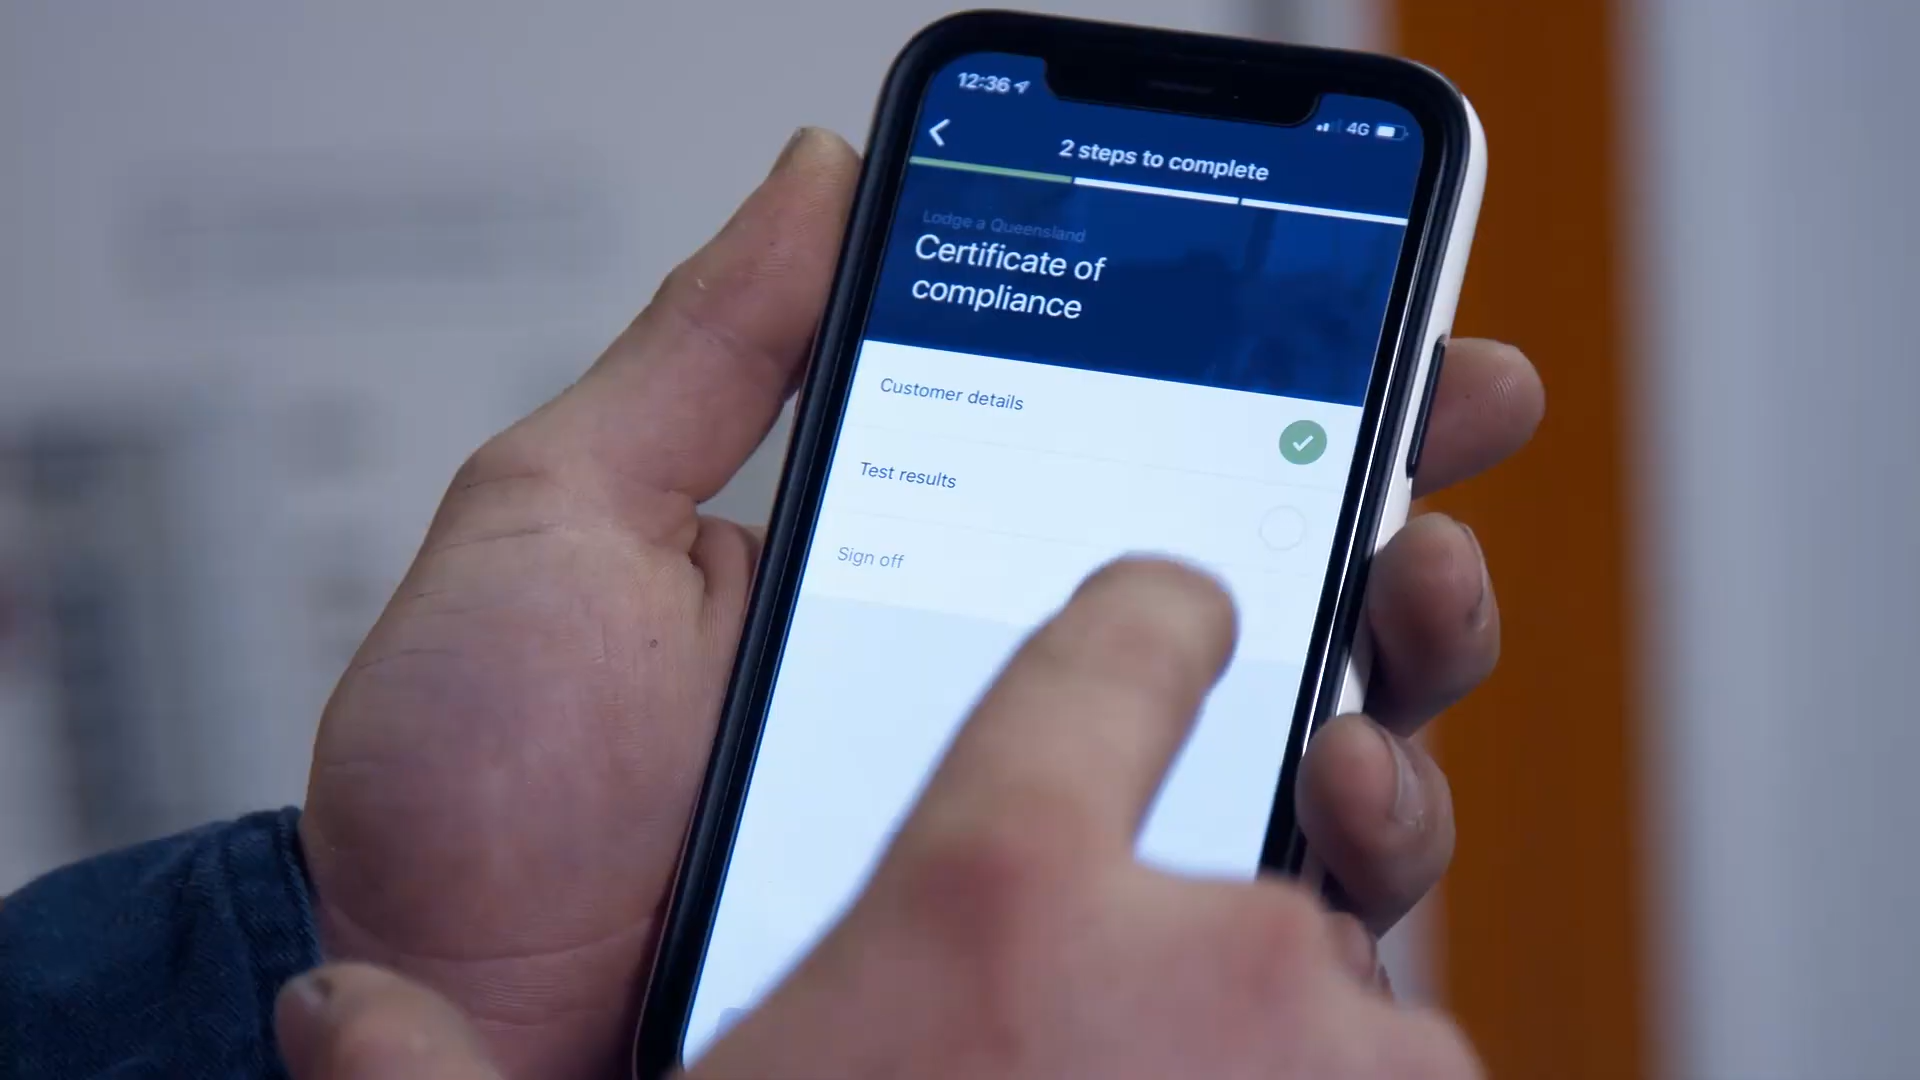 12:36
4G
2 steps to complete
Lodge a Queensland
Certificate of
compliance
Customer details
Test results
Sign off